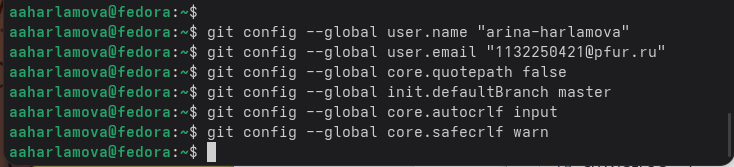 aaharlamova@fedora:~$
aaharlamova@fedora:~$ git config --global user.name "arina-harlamova"
aaharlamova@fedora:~$ git config --global user.email "1132250421@pfur.ru"
aaharlamova@fedora:~$ git config --global core.quotepath false
aaharlamova@fedora:~$ git config --global init.defaultBranch master
aaharlamova@fedora:~$ git config --global core.autocrlf input
aaharlamova@fedora:~$ git config --global core.safecrlf warn
aaharlamova@fedora:~$